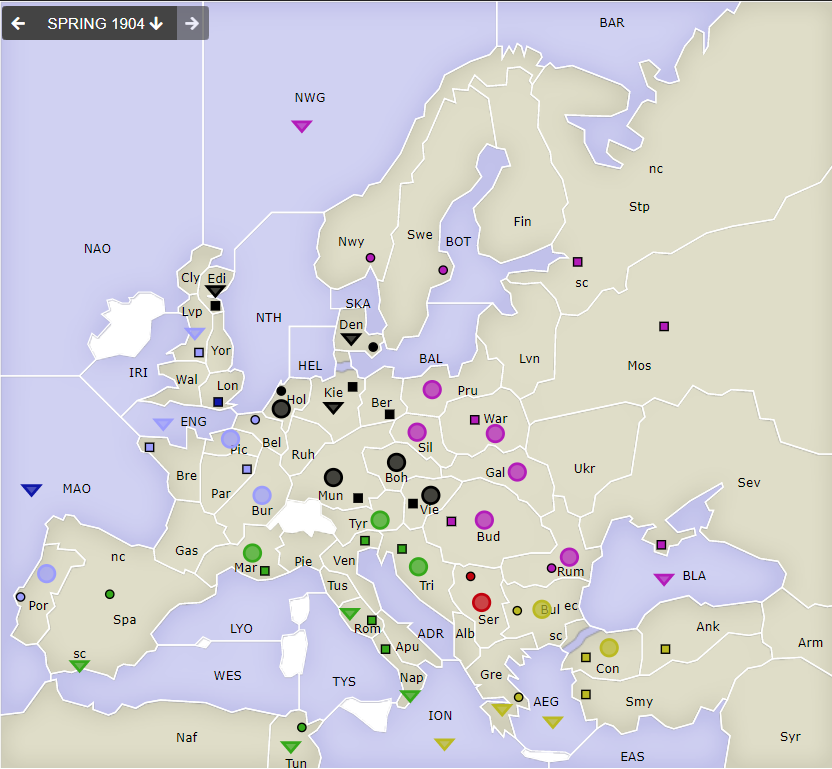 ← SPRING 1904 ↓ →
BAR
NWG
nc
Stp
Fin
Swe
Nwy
BOT
NAO
Cly
Edi
sc
SKA
Lvp
NTH
Den
Yor
HEL
BAL
Lvn
Mos
IRI
Wal
Lon
Kie
Ber
Pru
Hol
ENG
War
Bel
Pic
Sil
Ruh
Ukr
Gal
Bre
Boh
Sev
MAO
Par
Mun
Bur
Vie
Tyr
Bud
Gas
nc
Mar
Pie
Ven
Rum
BLA
Tri
Tus
Por
Spa
Ser
Bul
ec
Rom
LYO
ADR
Alb
sc
Ank
Apu
Arm
sc
Con
WES
Nap
Gre
TYS
AEG
Smy
ION
Naf
Syr
EAS
Tun